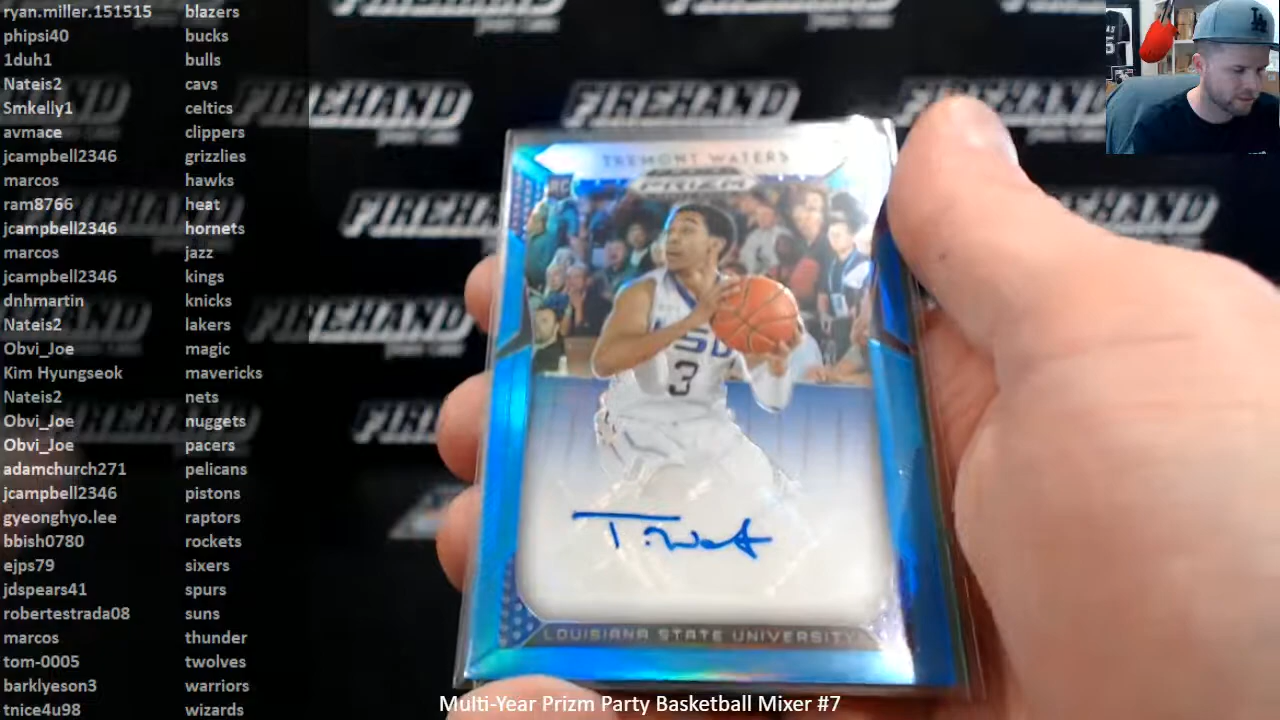 ryan.miller.151515 blazers
phipsi40 bucks
1duh1 bulls
Nateis2 cavs
Smkelly1 celtics
avmace clippers
jcampbell2346 grizzlies
marcos hawks
ram8766 heat
jcampbell2346 hornets
marcos jazz
jcampbell2346 kings
dnhmartin knicks
Nateis2 lakers
Obvi_Joe magic
Kim Hyungseok mavericks
Nateis2 nets
Obvi_Joe nuggets
Obvi_Joe pacers
adamchurch271 pelicans
jcampbell2346 pistons
gyeonghyo.lee raptors
bbish0780 rockets
ejps79 sixers
jdspears41 spurs
robertestrada08 suns
marcos thunder
tom-0005 twolves
barklyeson3 warriors
tnice4u98 wizards
FIREHAND FIREHAND FIREHAND
TREMONT WATERS
RC PRIZM
LSU
3
T. Wat
LOUISIANA STATE UNIVERSITY
Multi-Year Prizm Party Basketball Mixer #7